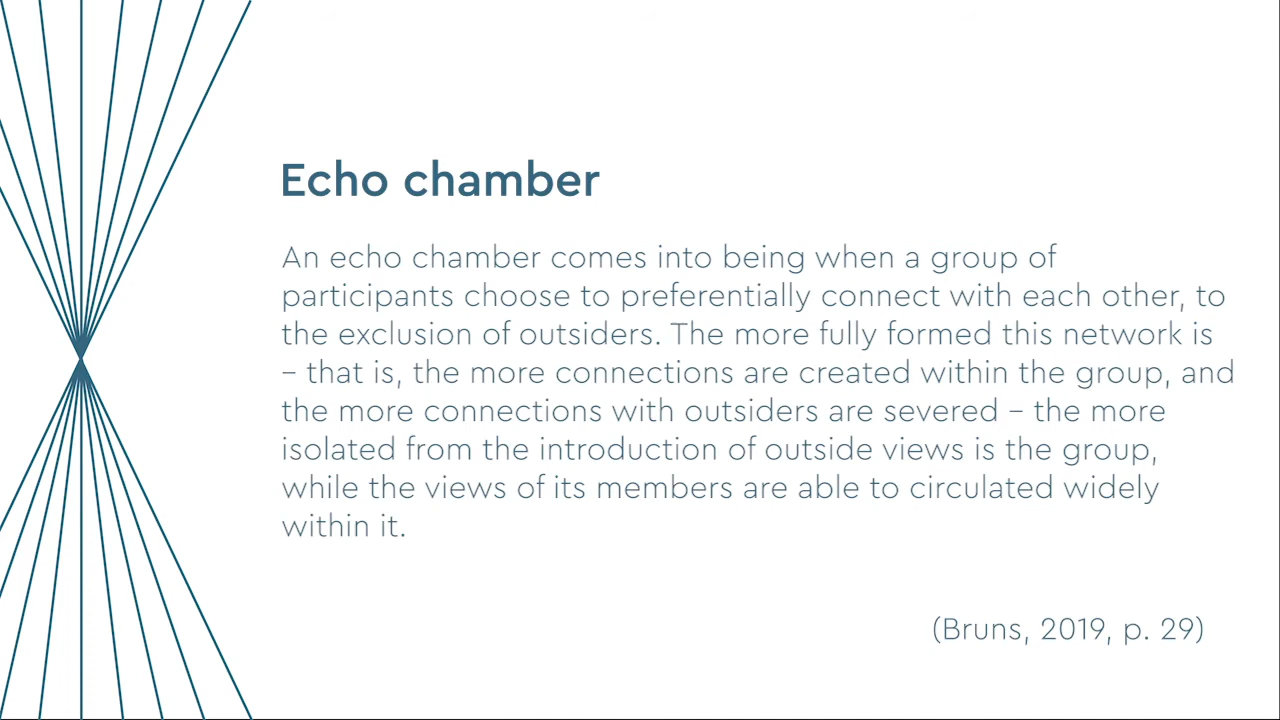 Echo chamber
An echo chamber comes into being when a group of
participants choose to preferentially connect with each other, to
the exclusion of outsiders. The more fully formed this network is
– that is, the more connections are created within the group, and
the more connections with outsiders are severed – the more
isolated from the introduction of outside views is the group,
while the views of its members are able to circulated widely
within it.
(Bruns, 2019, p. 29)